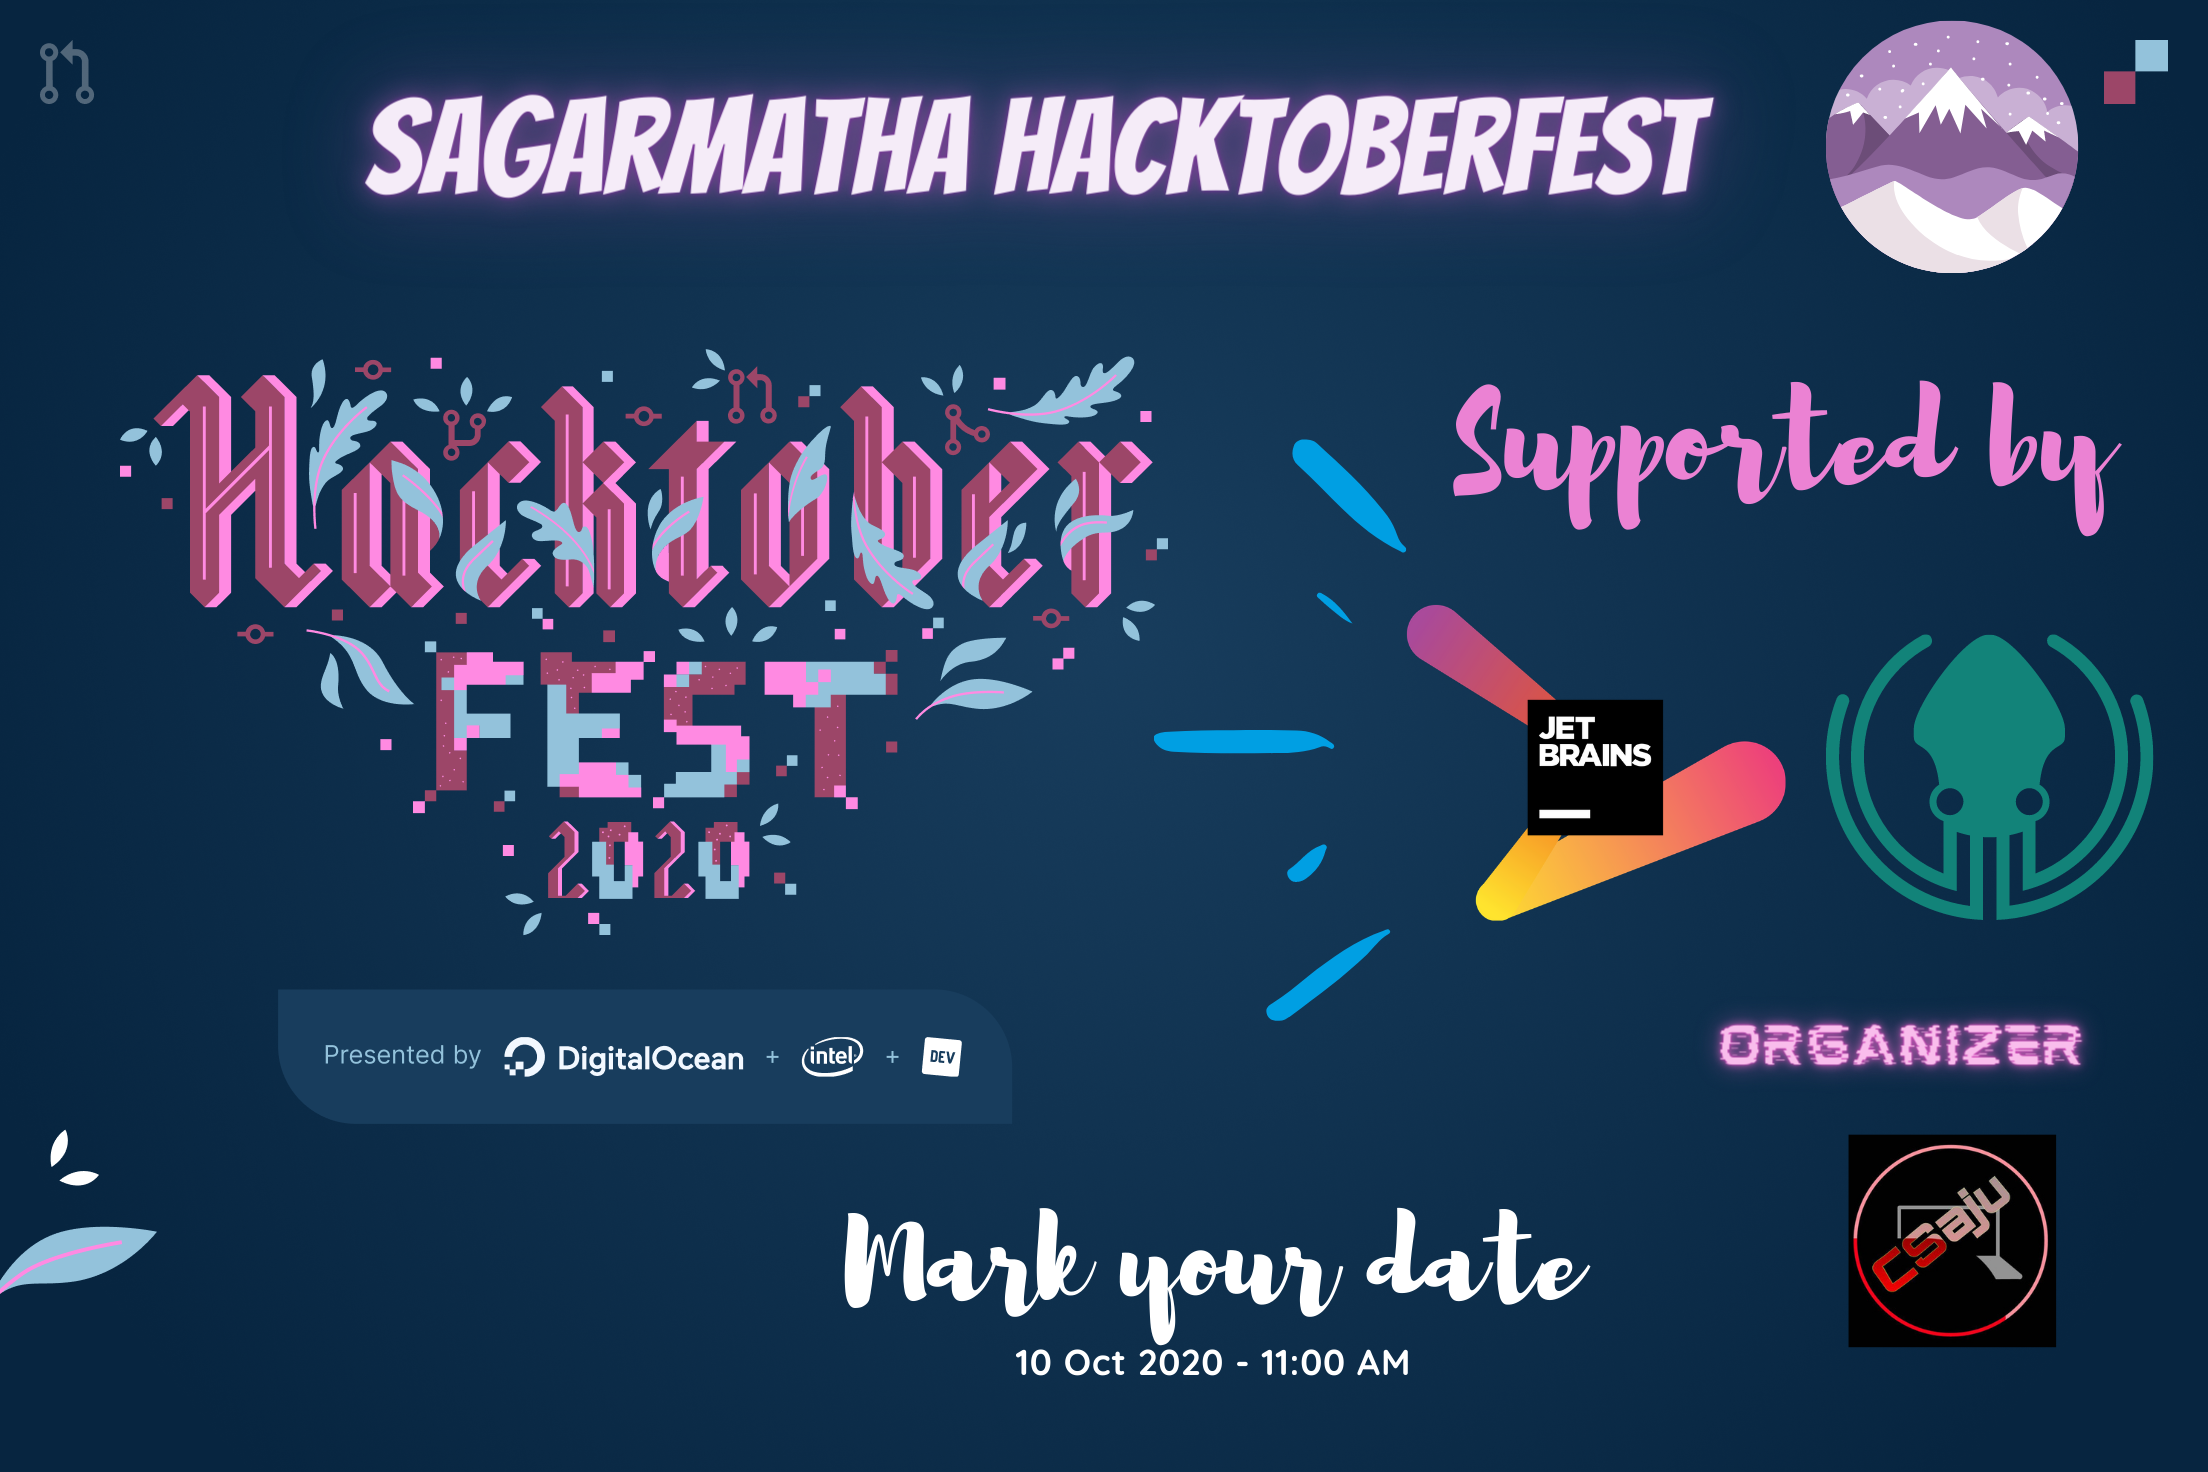 SAGARMATHA HACKTOBERFEST
Hacktober
FEST
2020
Supported by
JET
BRAINS
Presented by DigitalOcean + intel + DEV
ORGANIZER
CSaju
Mark your date
10 Oct 2020 - 11:00 AM